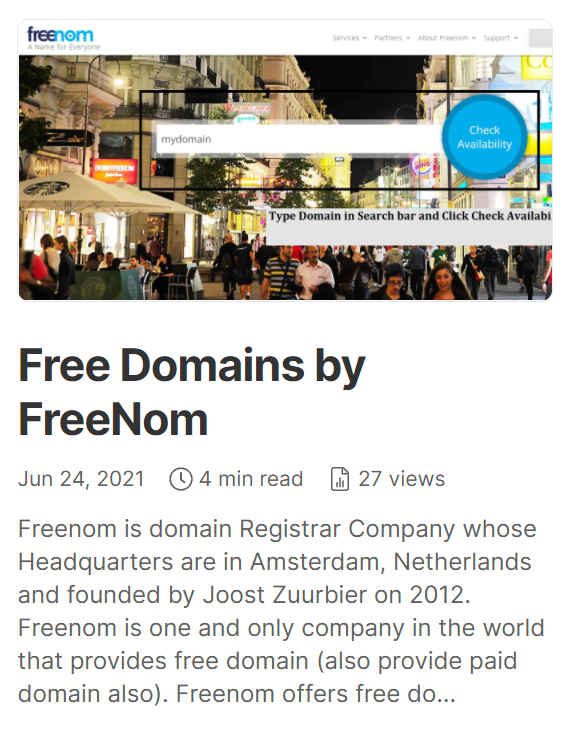 freenom
A Name for Everyone
Services Partners About Freenom Support
mydomain
Check
Availability
DOROTHEUM
Type Domain in Search bar and Click Check Availabi
Free Domains by
FreeNom
Jun 24, 2021 4 min read 27 views
Freenom is domain Registrar Company whose
Headquarters are in Amsterdam, Netherlands
and founded by Joost Zuurbier on 2012.
Freenom is one and only company in the world
that provides free domain (also provide paid
domain also). Freenom offers free do...